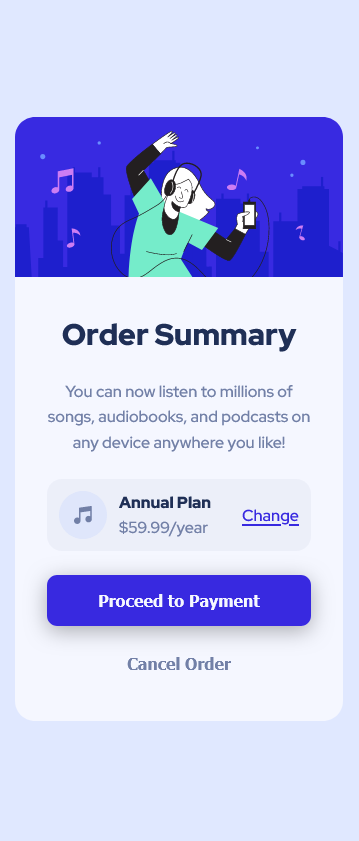 Order Summary
You can now listen to millions of
songs, audiobooks, and podcasts on
any device anywhere you like!
Annual Plan
$59.99/year
Change
Proceed to Payment
Cancel Order